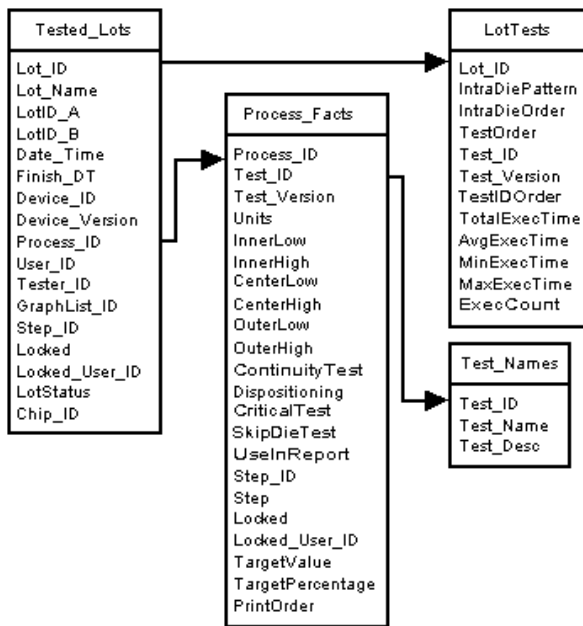 Tested_Lots
Lot_ID
Lot_Name
LotID_A
LotID_B
Date_Time
Finish_DT
Device_ID
Device_Version
Process_ID
User_ID
Tester_ID
GraphList_ID
Step_ID
Locked
Locked_User_ID
LotStatus
Chip_ID
Process_Facts
Process_ID
Test_ID
Test_Version
Units
InnerLow
InnerHigh
CenterLow
CenterHigh
OuterLow
OuterHigh
ContinuityTest
Dispositioning
CriticalTest
SkipDieTest
UseInReport
Step_ID
Step
Locked
Locked_User_ID
TargetValue
TargetPercentage
PrintOrder
LotTests
Lot_ID
IntraDiePattern
IntraDieOrder
TestOrder
Test_ID
Test_Version
TestIDOrder
TotalExecTime
AvgExecTime
MinExecTime
MaxExecTime
ExecCount
Test_Names
Test_ID
Test_Name
Test_Desc